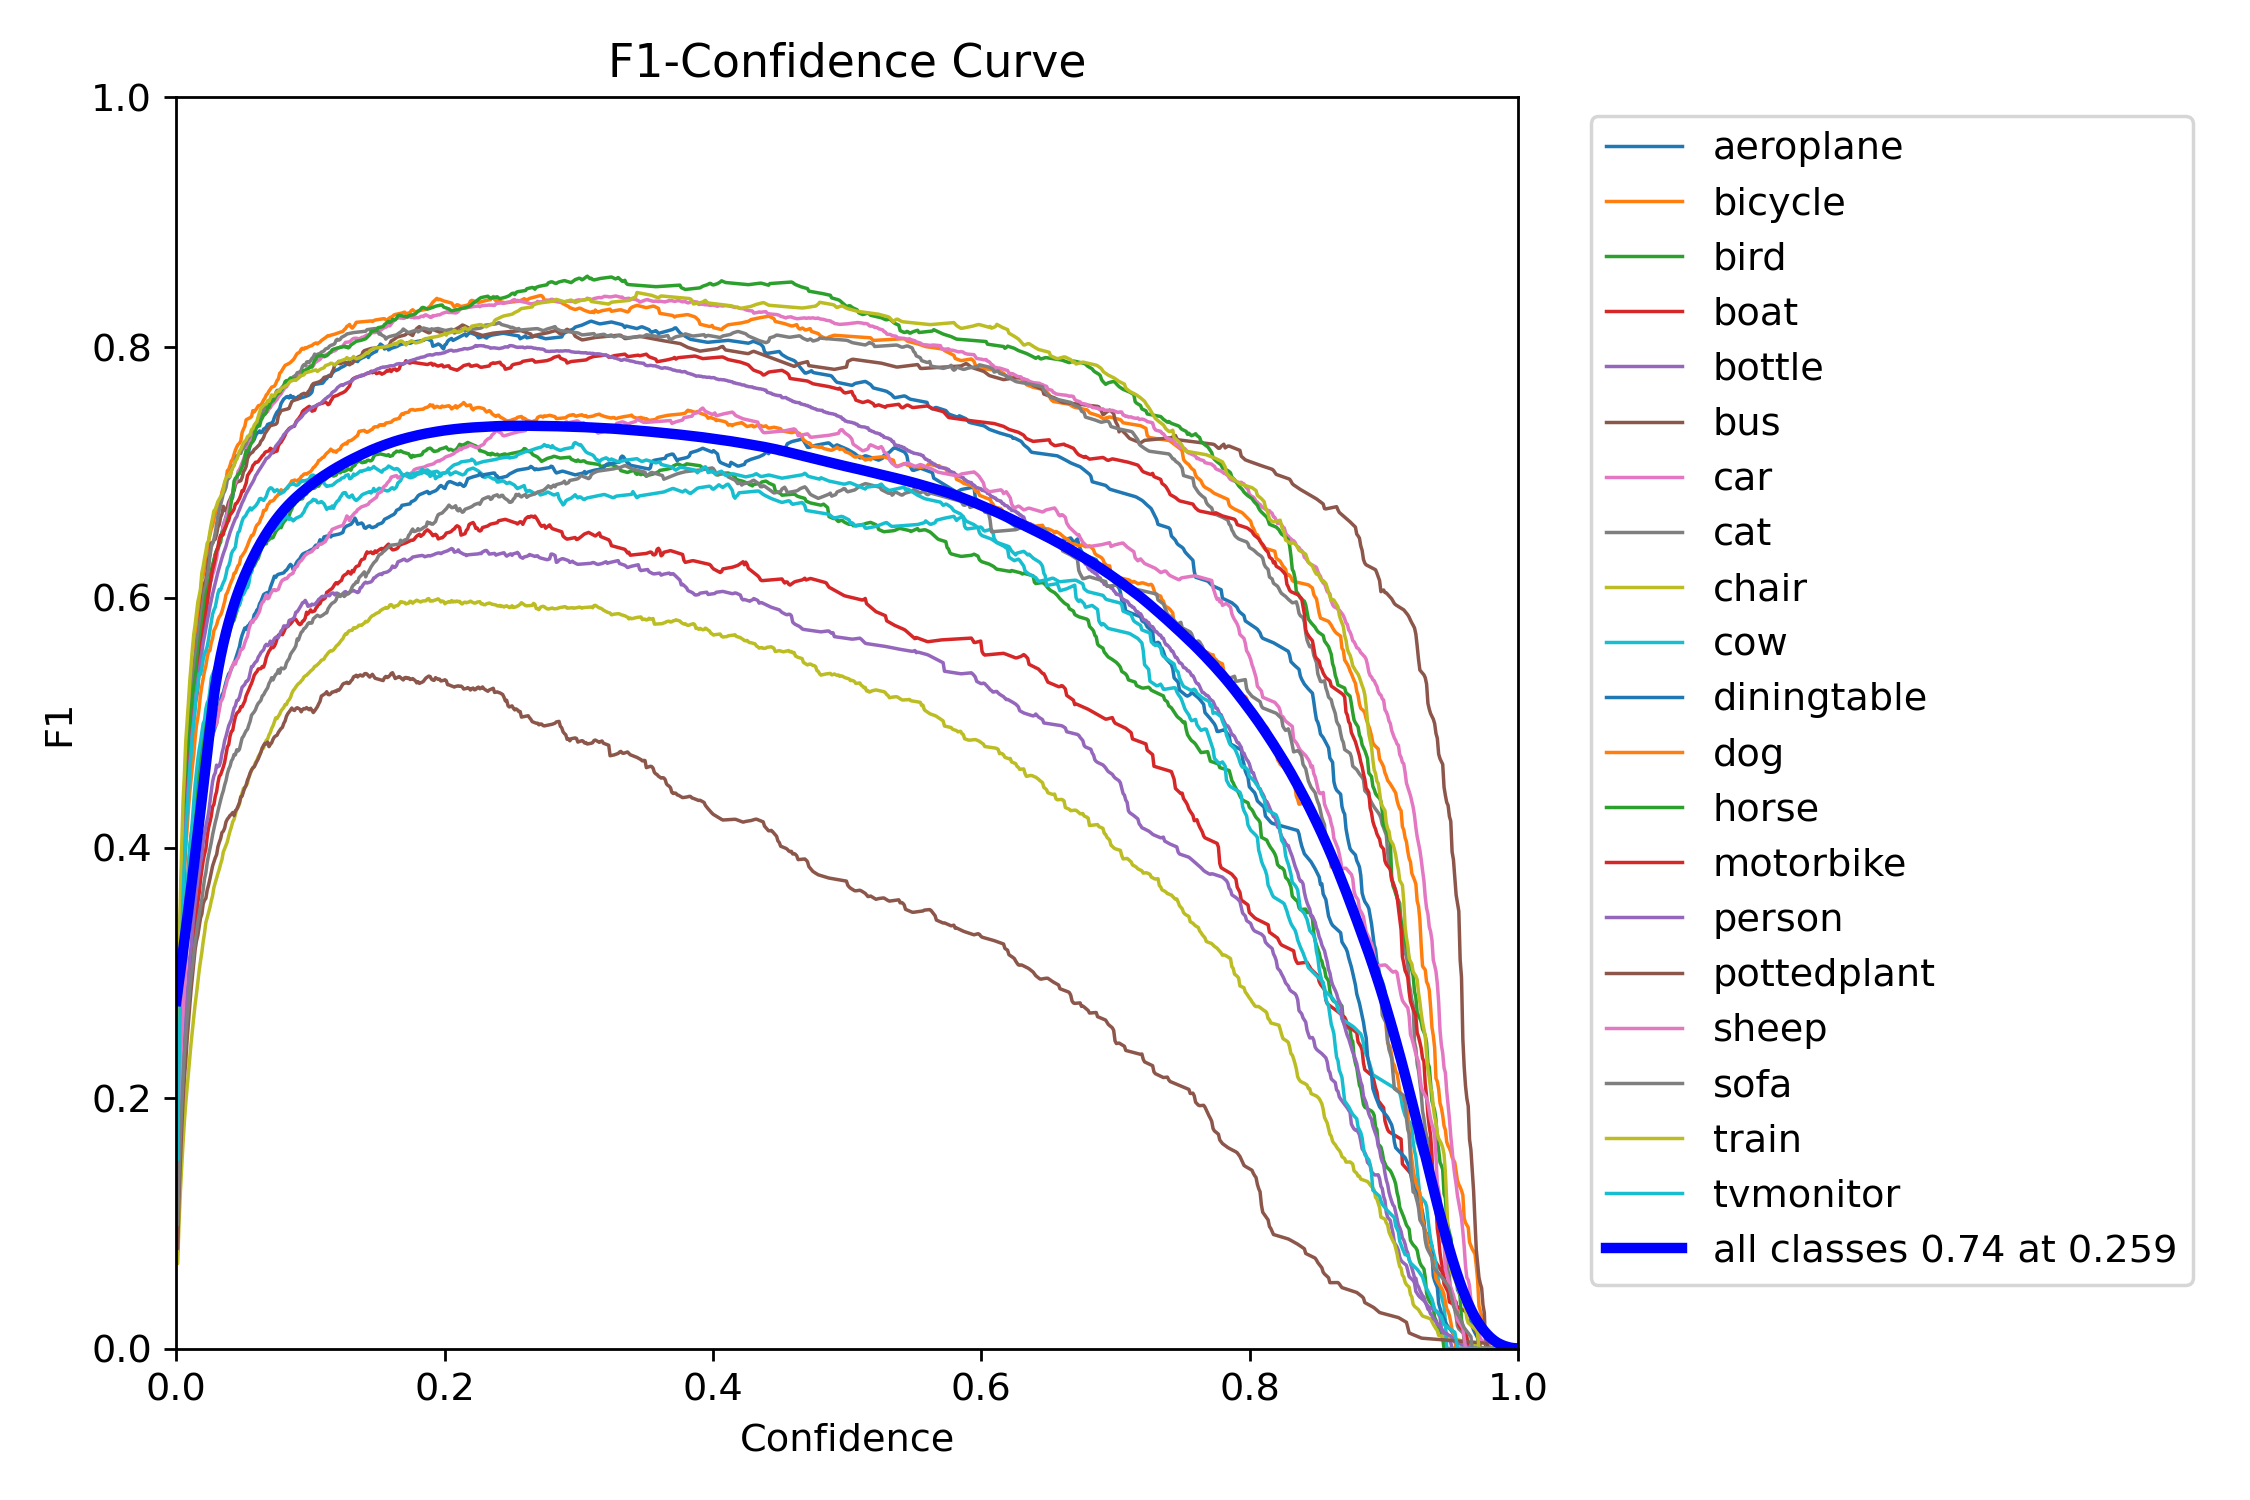 F1-Confidence Curve
1.0
0.8
0.6
0.4
0.2
0.0
F1
0.0 0.2 0.4 0.6 0.8 1.0
Confidence
aeroplane
bicycle
bird
boat
bottle
bus
car
cat
chair
cow
diningtable
dog
horse
motorbike
person
pottedplant
sheep
sofa
train
tvmonitor
all classes 0.74 at 0.259